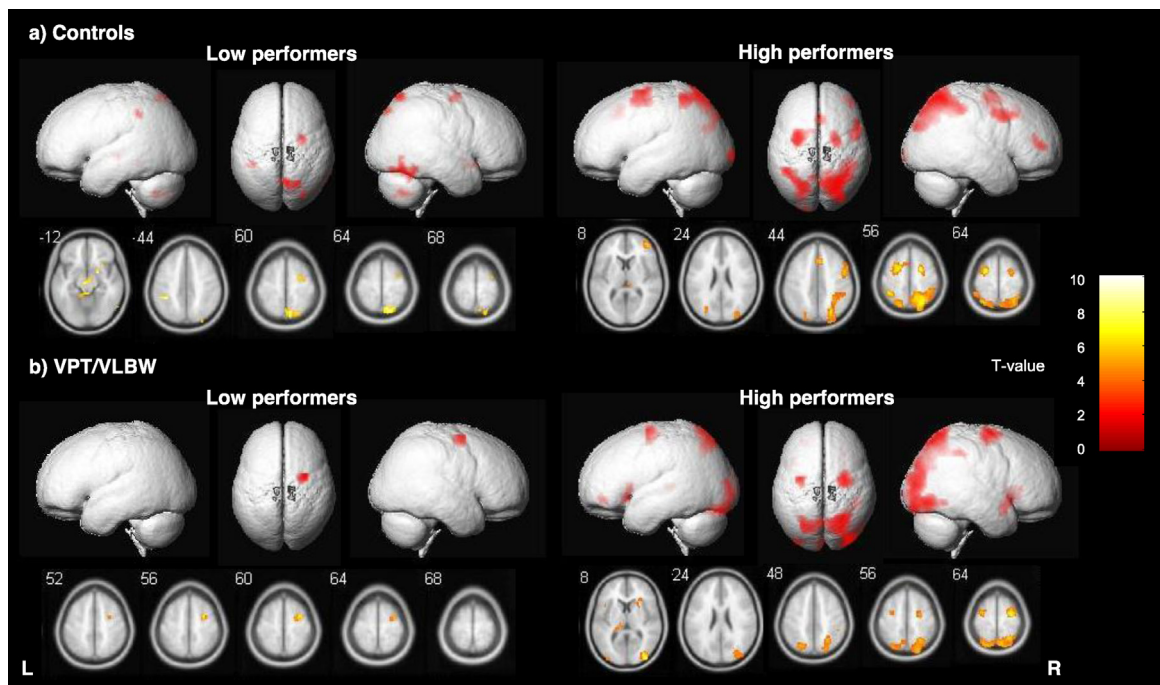 a) Controls
Low performers
High performers
-12 -44 60 64 68
8 24 44 56 64
10
8
6
4
2
0
T-value
b) VPT/VLBW
Low performers
High performers
52 56 60 64 68
8 24 48 56 64
L
R